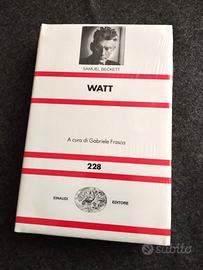 SAMUEL BECKETT
WATT
A cura di Gabriele Frasca
228
EINAUDI EDITORE
subito